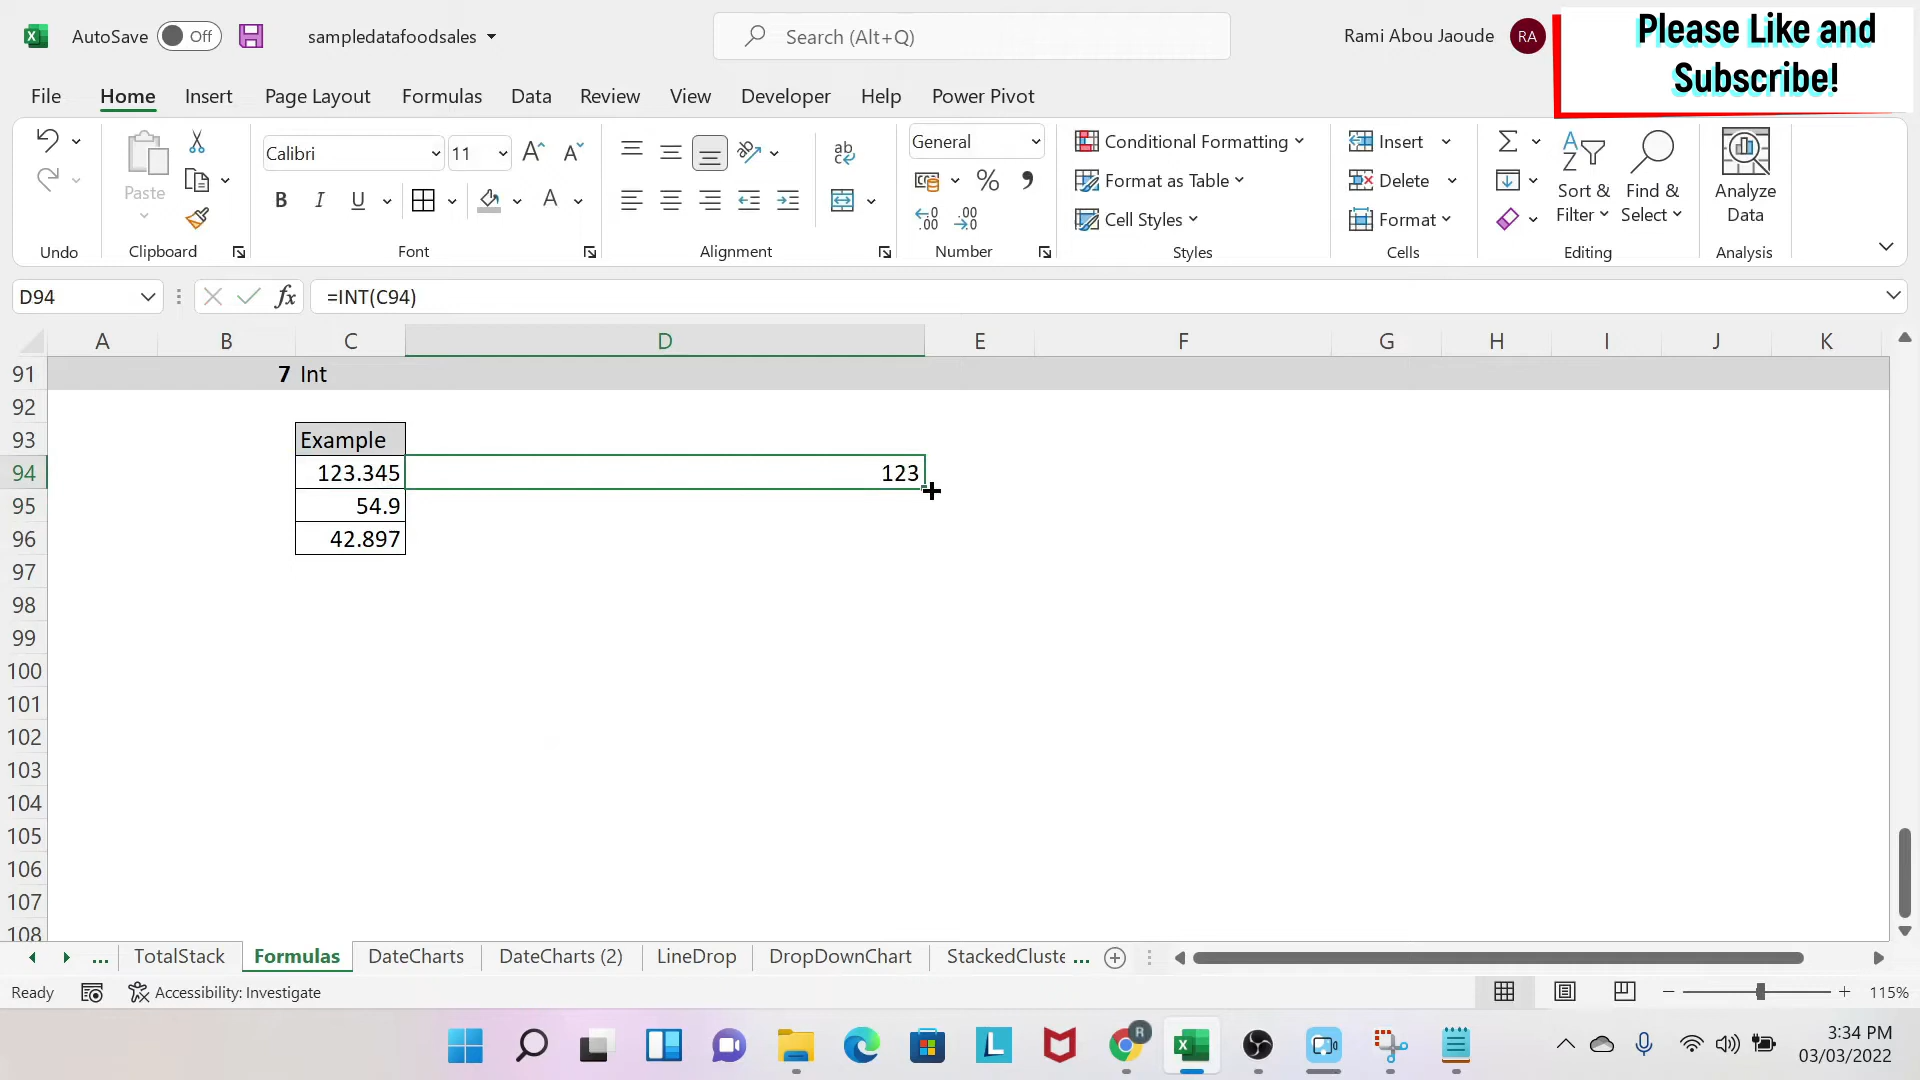 AutoSave Off
sampledatafoodsales
Search (Alt+Q)
Rami Abou Jaoude RA
Please Like and
Subscribe!
File Home Insert Page Layout Formulas Data Review View Developer Help Power Pivot
Paste
Undo
Clipboard
Calibri 11
B I U
Font
ab
Alignment
General
Number
Conditional Formatting
Format as Table
Cell Styles
Styles
Insert
Delete
Format
Cells
Sort &
Filter
Find &
Select
Editing
Analyze
Data
Analysis
D94 fx =INT(C94)
A B C D E F G H I J K
91 7 Int
92
93 Example
94 123.345 123
95 54.9
96 42.897
97
98
99
100
101
102
103
104
105
106
107
108
... TotalStack Formulas DateCharts DateCharts (2) LineDrop DropDownChart StackedCluste ...
Ready Accessibility: Investigate 115%
3:34 PM
03/03/2022